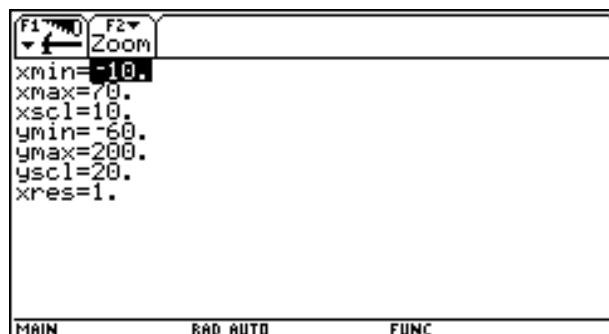 F1 F2
Zoom
xmin=-10.
xmax=70.
xscl=10.
ymin=-60.
ymax=200.
yscl=20.
xres=1.
MAIN RAD AUTO FUNC